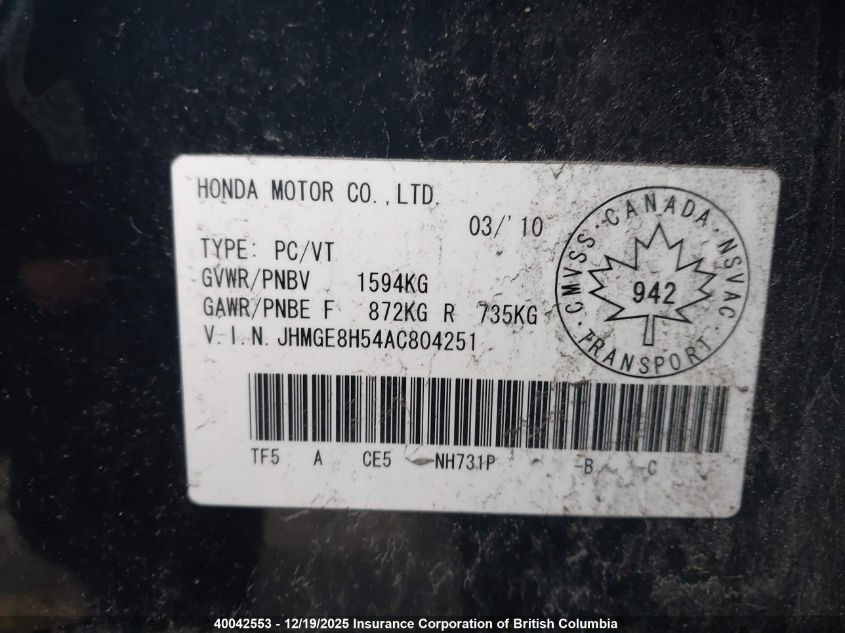 HONDA MOTOR CO.,LTD.
03/'10
TYPE: PC/VT
GVWR/PNBV 1594KG
GAWR/PNBE F 872KG R 735KG
V.I.N. JHMGE8H54AC804251
CMVSS · CANADA · NSVAC · TRANSPORT ·
942
TF5 A CE5 NH731P - -B - -C
40042553 - 12/19/2025 Insurance Corporation of British Columbia